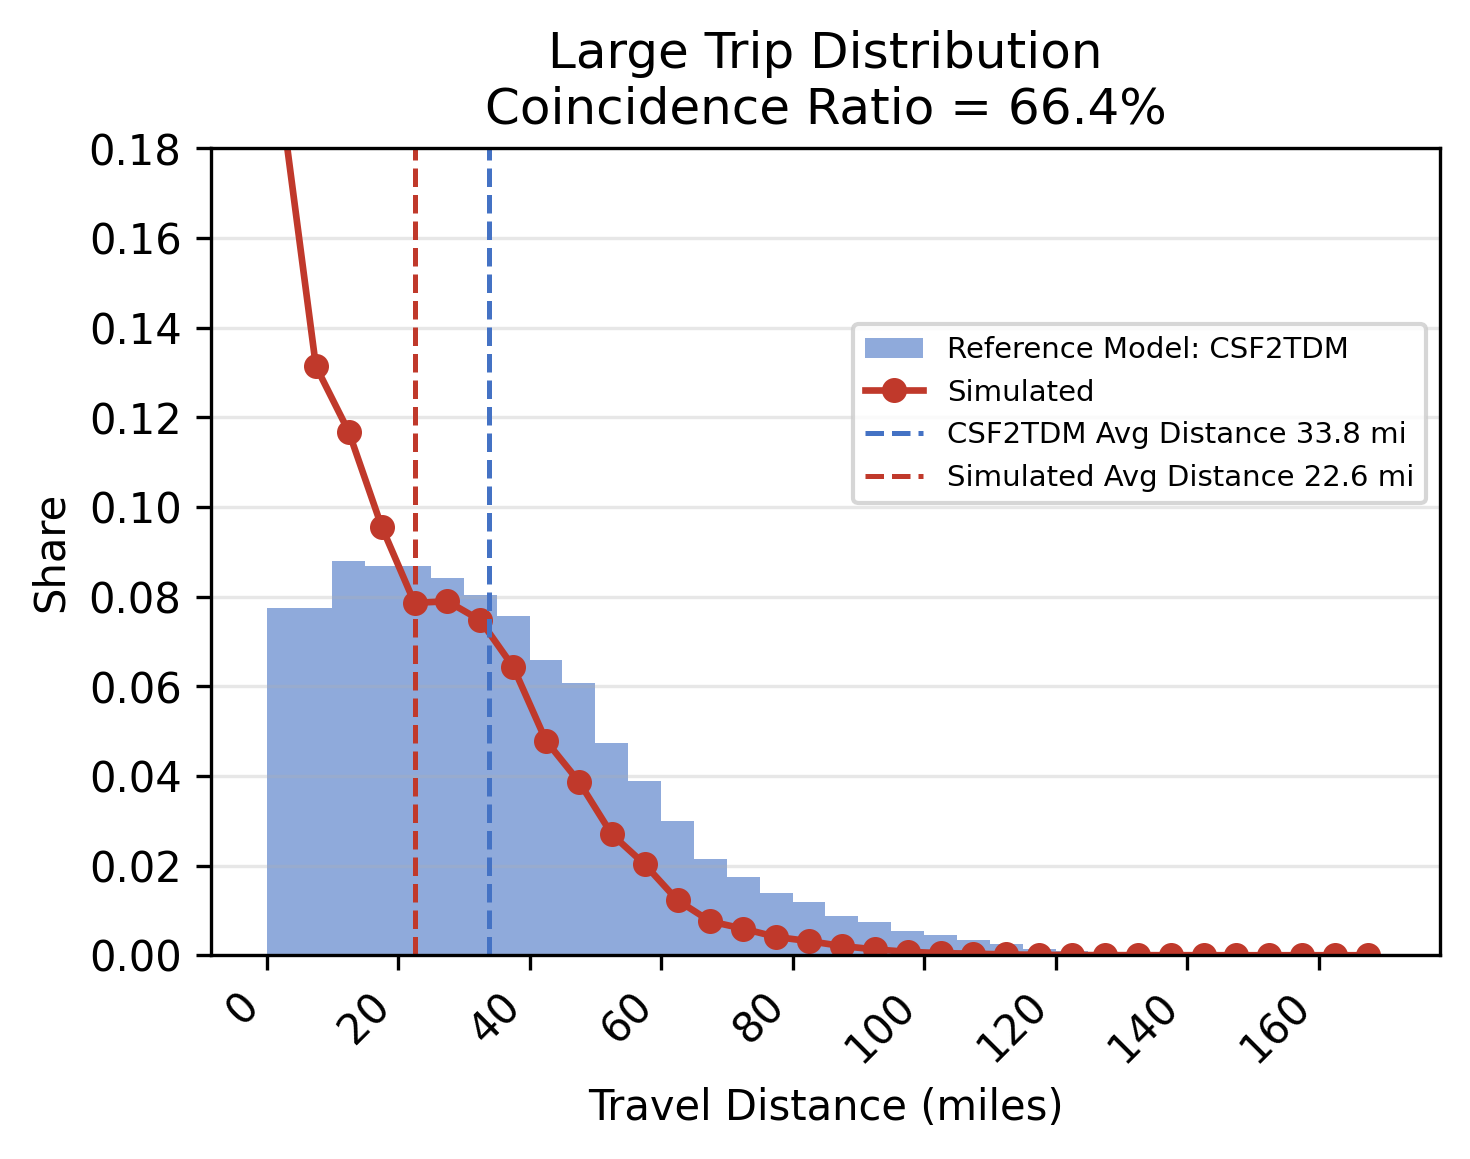 Large Trip Distribution
Coincidence Ratio = 66.4%
0.18
0.16
0.14
0.12
0.10
0.08
0.06
0.04
0.02
0.00
Share
Reference Model: CSF2TDM
Simulated
CSF2TDM Avg Distance 33.8 mi
Simulated Avg Distance 22.6 mi
0 20 40 60 80 100 120 140 160
Travel Distance (miles)